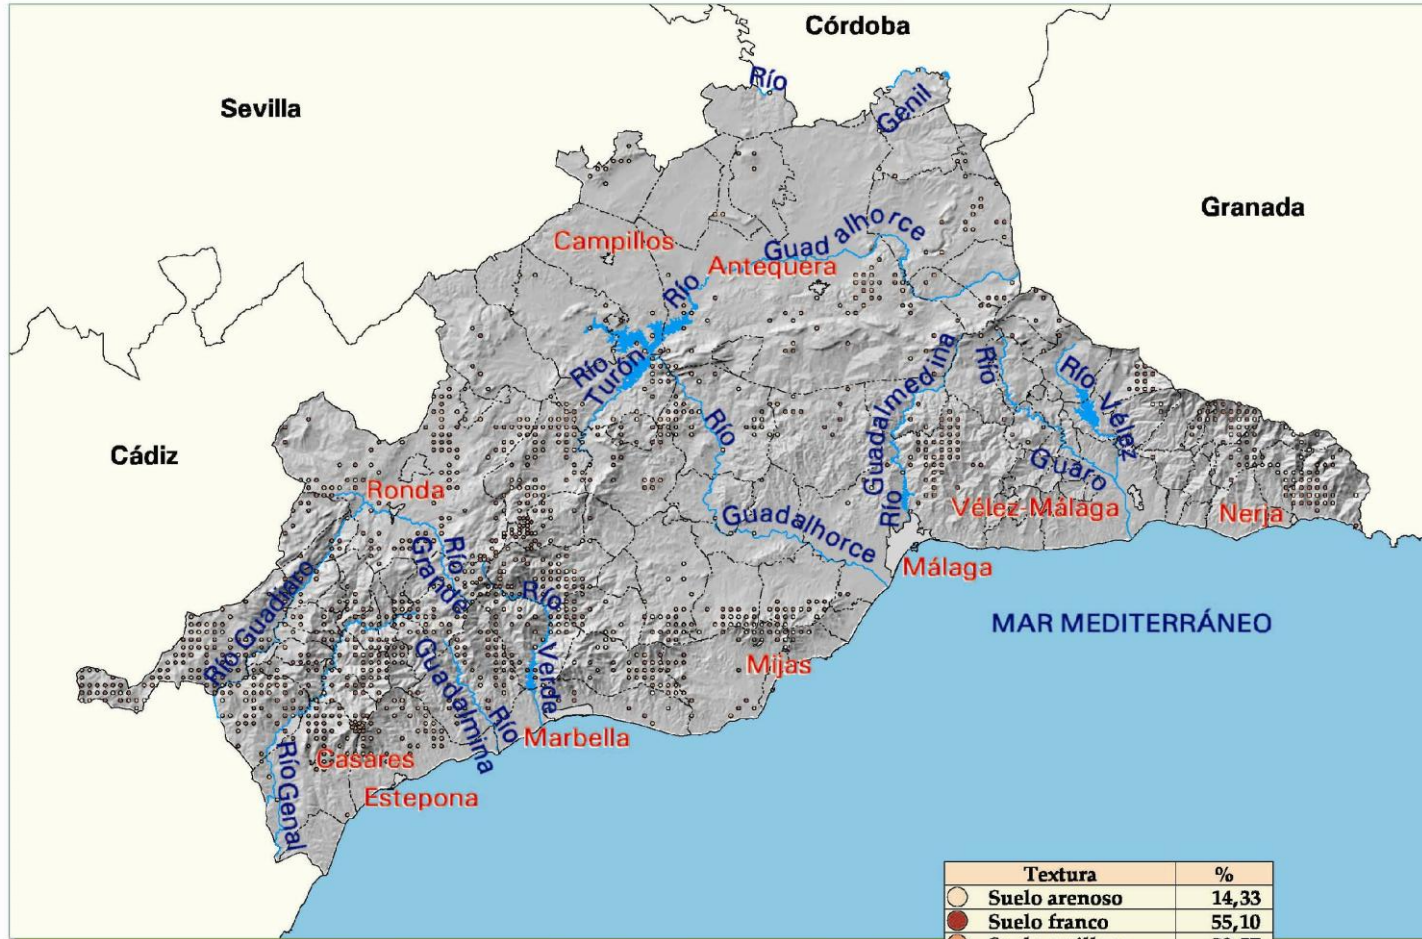 Córdoba
Río
Sevilla
Genil
Granada
Campillos
Guadalhorce
Antequera
Río
Río
Turón
Guadalmedina
Río
Río Vélez
Río
Cádiz
Guaro
Ronda
Río
Vélez-Málaga
Nerja
Guadalhorce
Río
Grande
Málaga
Río
Río Guadiaro
MAR MEDITERRÁNEO
Mijas
Verde
Guadalmina
Río
Marbella
Casares
Río Genal
Estepona
Textura %
Suelo arenoso 14,33
Suelo franco 55,10